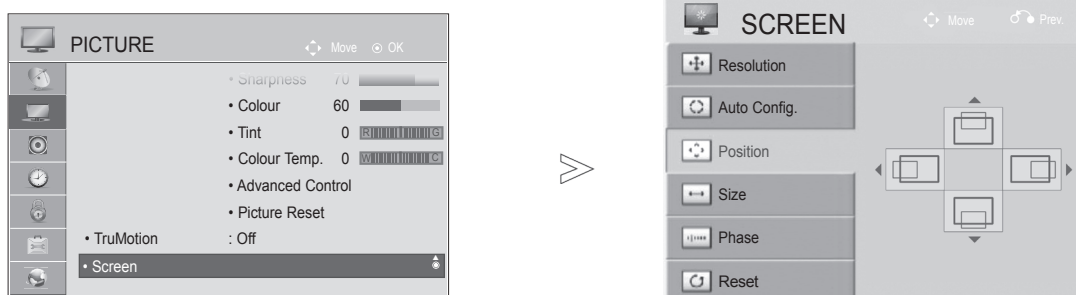 PICTURE
Move OK
• Sharpness 70
• Colour 60
• Tint 0 R G
• Colour Temp. 0 W C
• Advanced Control
• Picture Reset
• TruMotion : Off
• Screen
SCREEN
Move Prev.
Resolution
Auto Config.
Position
Size
Phase
Reset